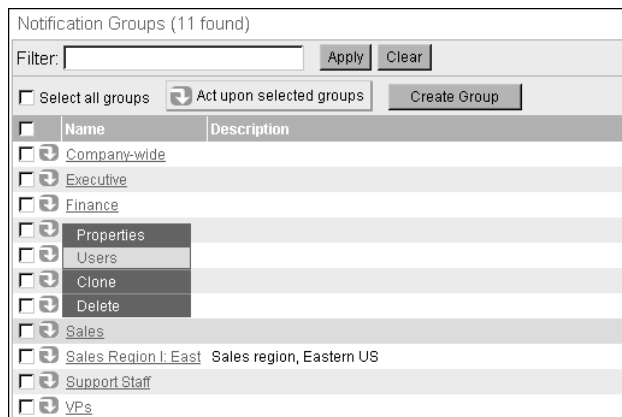 Notification Groups (11 found)
Filter: Apply Clear
Select all groups Act upon selected groups Create Group
Name Description
Company-wide
Executive
Finance
Properties
Users
Clone
Delete
Sales
Sales Region I: East Sales region, Eastern US
Support Staff
VPs